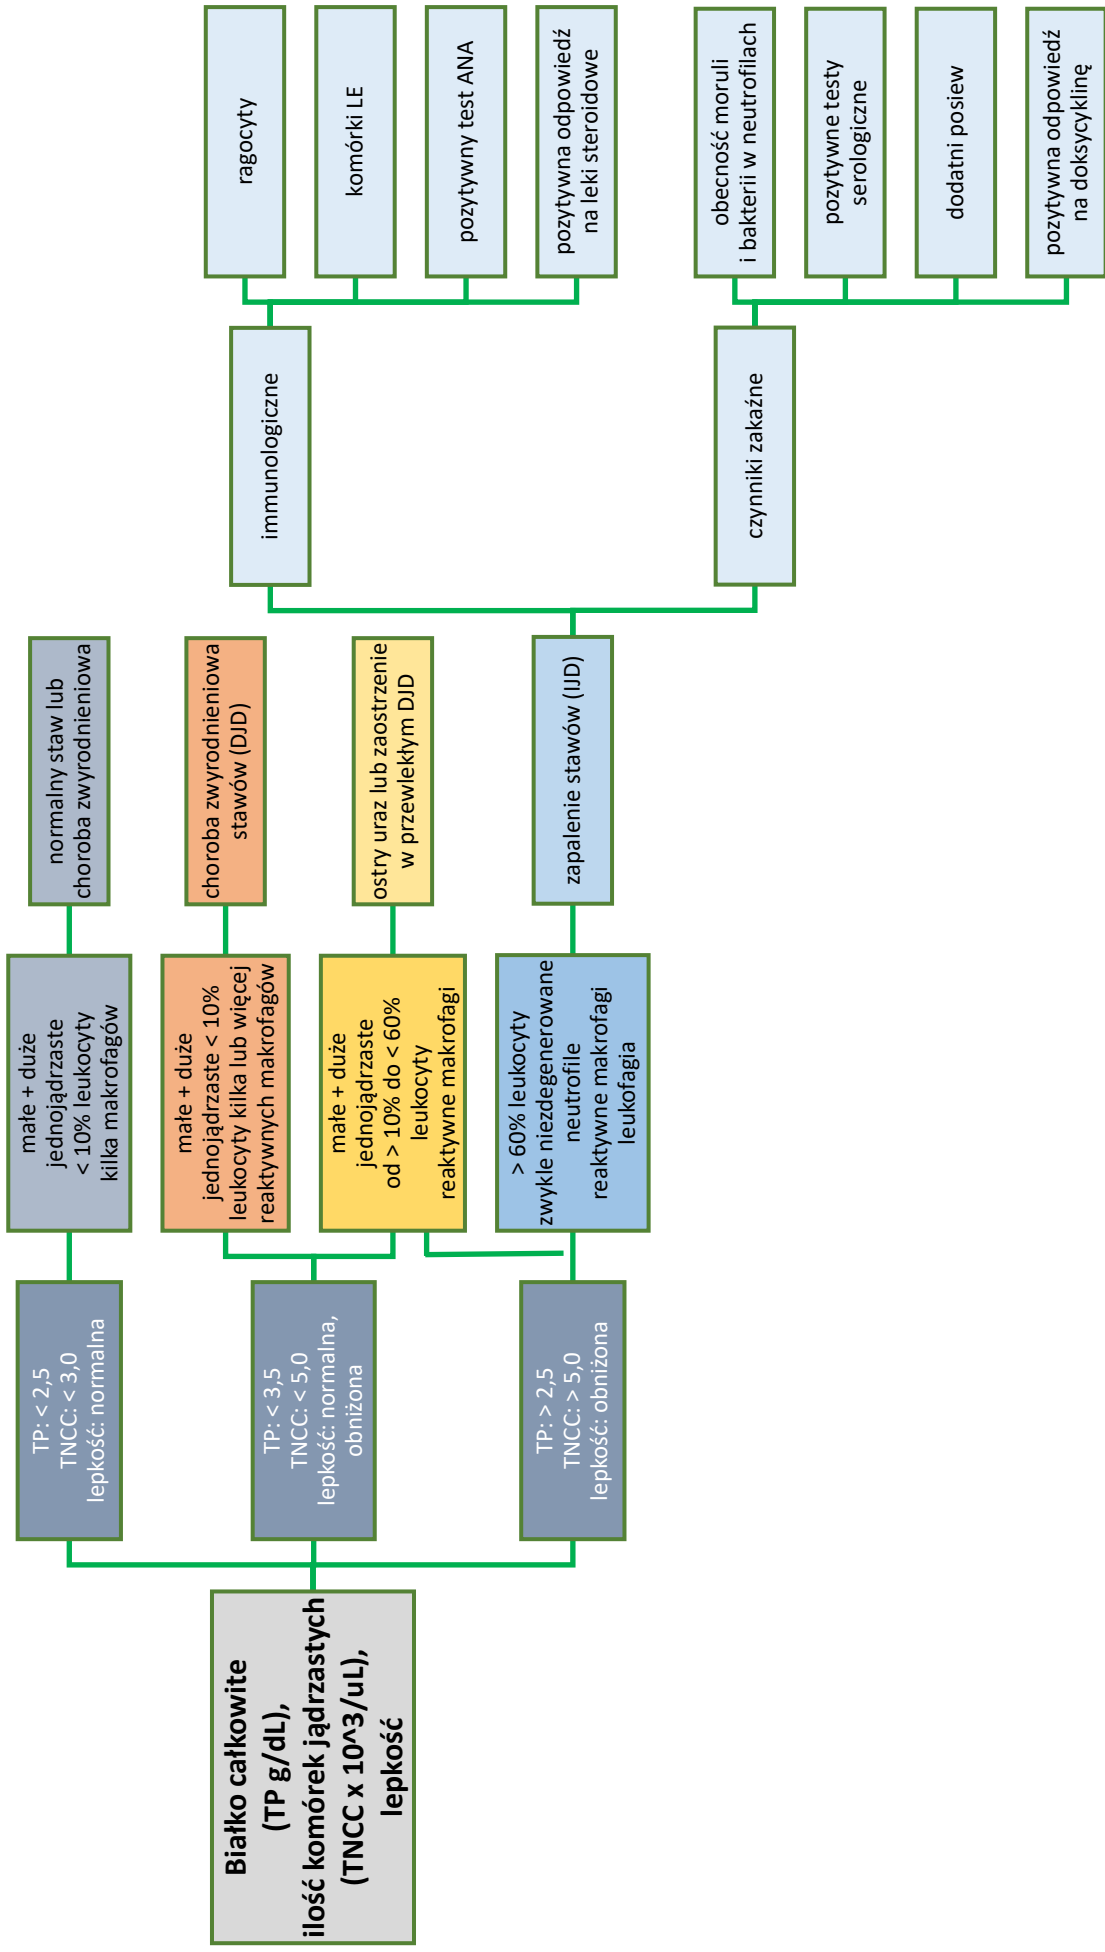 Białko całkowite
(TP g/dL),
ilość komórek jądrzastych
(TNCC x 10^3/uL),
lepkość
TP: < 2,5
TNCC: < 3,0
lepkość: normalna
małe + duże
jednojądrzaste
< 10% leukocyty
kilka makrofagów
normalny staw lub
choroba zwyrodnieniowa
TP: < 3,5
TNCC: < 5,0
lepkość: normalna,
obniżona
małe + duże
jednojądrzaste < 10%
leukocyty kilka lub więcej
reaktywnych makrofagów
choroba zwyrodnieniowa
stawów (DJD)
małe + duże
jednojądrzaste
od > 10% do < 60%
leukocyty
reaktywne makrofagi
ostry uraz lub zaostrzenie
w przewlekłym DJD
TP: > 2,5
TNCC: > 5,0
lepkość: obniżona
> 60% leukocyty
zwykle niezdegenerowane
neutrofile
reaktywne makrofagi
leukofagia
zapalenie stawów (IJD)
immunologiczne
ragocyty
komórki LE
pozytywny test ANA
pozytywna odpowiedź
na leki steroidowe
czynniki zakaźne
obecność moruli
i bakterii w neutrofilach
pozytywne testy
serologiczne
dodatni posiew
pozytywna odpowiedź
na doksycyklinę